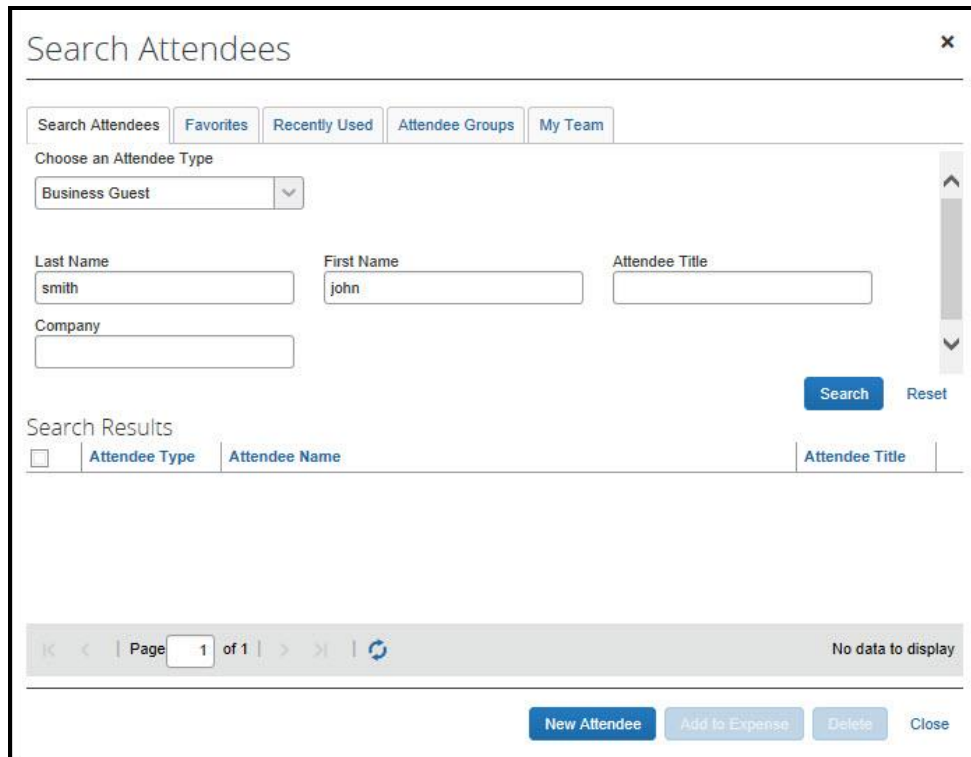 Search Attendees ×
Search Attendees Favorites Recently Used Attendee Groups My Team
Choose an Attendee Type
Business Guest
Last Name First Name Attendee Title
smith john
Company
Search Reset
Search Results
Attendee Type Attendee Name Attendee Title
Page 1 of 1 No data to display
New Attendee Add to Expense Delete Close